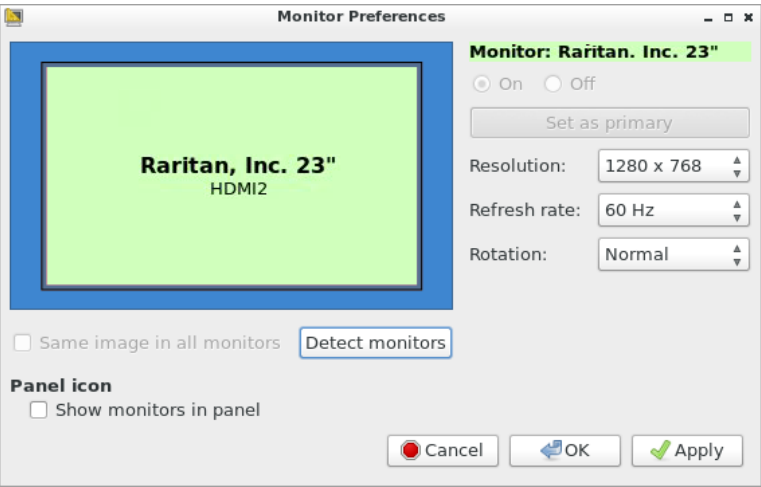 Monitor Preferences
Raritan, Inc. 23"
HDMI2
Same image in all monitors
Detect monitors
Panel icon
Show monitors in panel
Monitor: Raritan. Inc. 23"
On
Off
Set as primary
Resolution:
1280 x 768
Refresh rate:
60 Hz
Rotation:
Normal
Cancel
OK
Apply